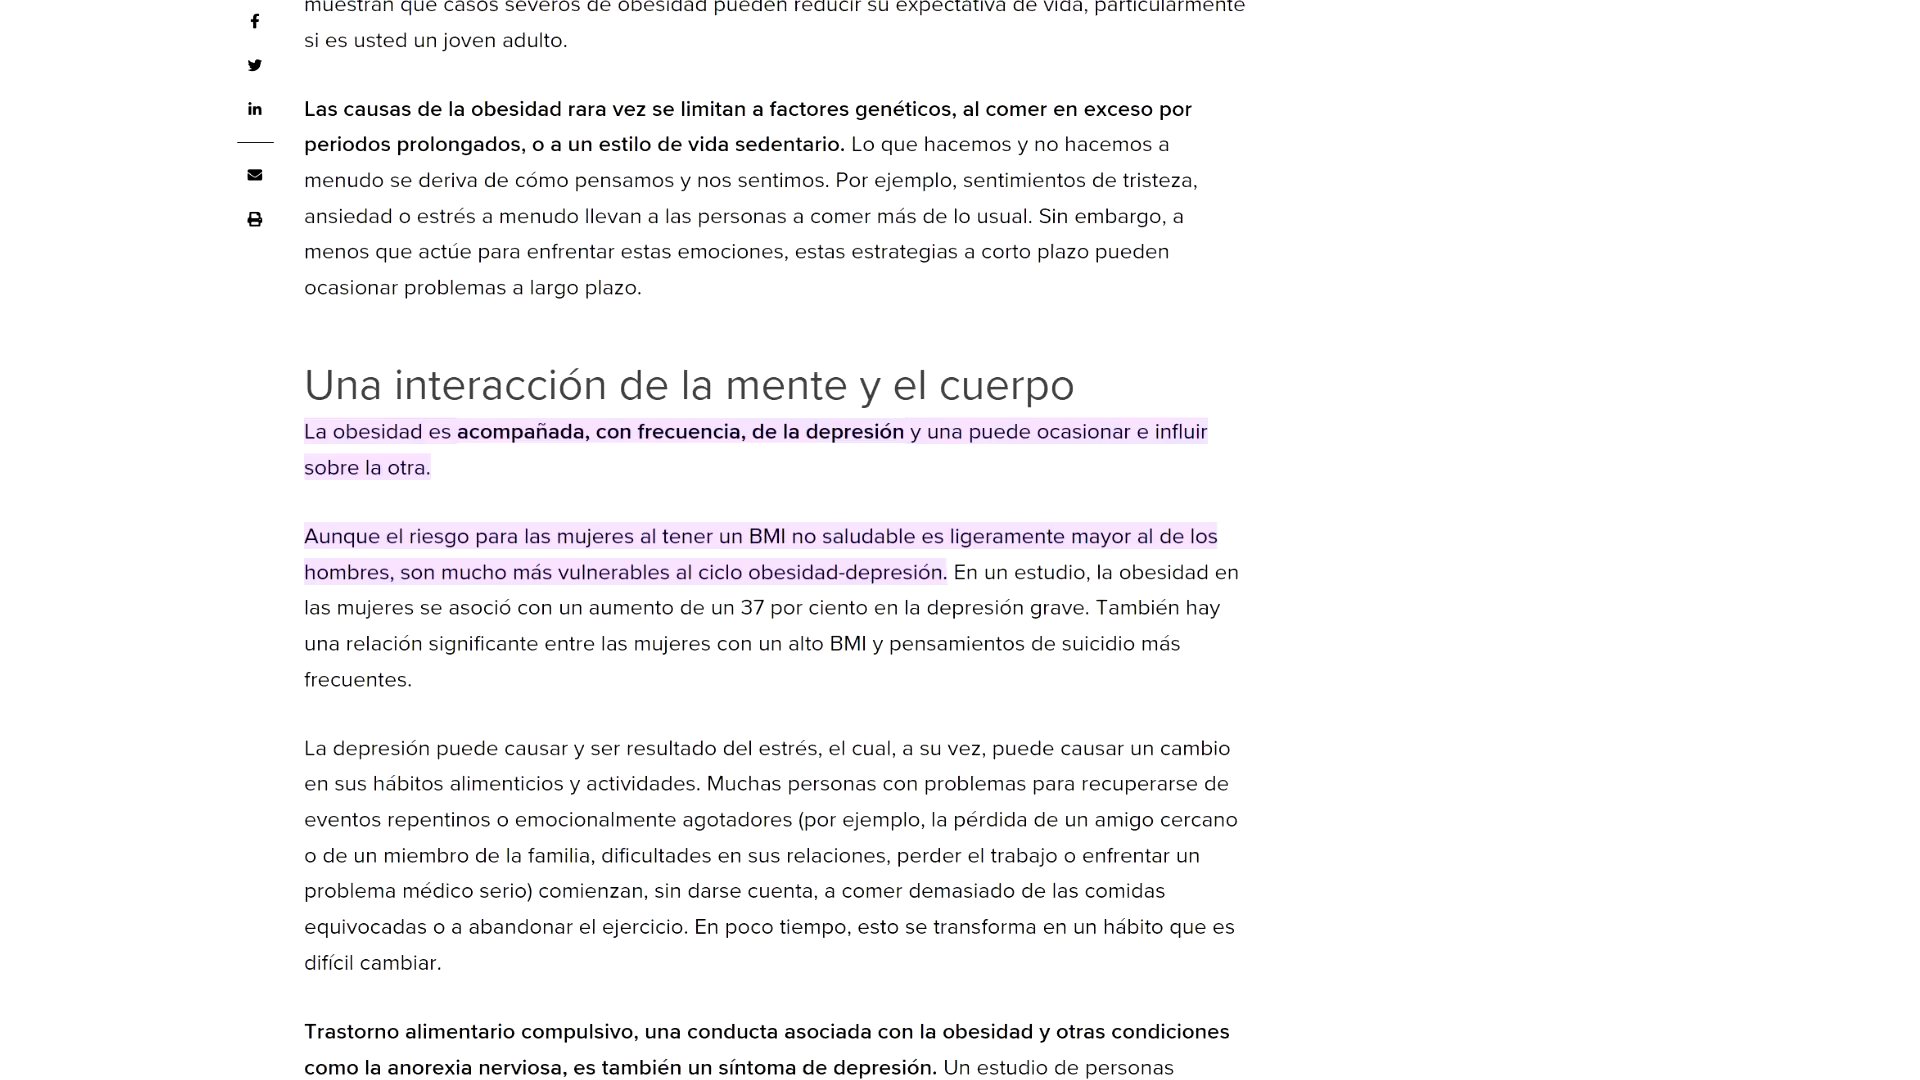 muestran que casos severos de obesidad pueden reducir su expectativa de vida, particularmente
si es usted un joven adulto.
Las causas de la obesidad rara vez se limitan a factores genéticos, al comer en exceso por
periodos prolongados, o a un estilo de vida sedentario. Lo que hacemos y no hacemos a
menudo se deriva de cómo pensamos y nos sentimos. Por ejemplo, sentimientos de tristeza,
ansiedad o estrés a menudo llevan a las personas a comer más de lo usual. Sin embargo, a
menos que actúe para enfrentar estas emociones, estas estrategias a corto plazo pueden
ocasionar problemas a largo plazo.
Una interacción de la mente y el cuerpo
La obesidad es acompañada, con frecuencia, de la depresión y una puede ocasionar e influir
sobre la otra.
Aunque el riesgo para las mujeres al tener un BMI no saludable es ligeramente mayor al de los
hombres, son mucho más vulnerables al ciclo obesidad-depresión. En un estudio, la obesidad en
las mujeres se asoció con un aumento de un 37 por ciento en la depresión grave. También hay
una relación significante entre las mujeres con un alto BMI y pensamientos de suicidio más
frecuentes.
La depresión puede causar y ser resultado del estrés, el cual, a su vez, puede causar un cambio
en sus hábitos alimenticios y actividades. Muchas personas con problemas para recuperarse de
eventos repentinos o emocionalmente agotadores (por ejemplo, la pérdida de un amigo cercano
o de un miembro de la familia, dificultades en sus relaciones, perder el trabajo o enfrentar un
problema médico serio) comienzan, sin darse cuenta, a comer demasiado de las comidas
equivocadas o a abandonar el ejercicio. En poco tiempo, esto se transforma en un hábito que es
difícil cambiar.
Trastorno alimentario compulsivo, una conducta asociada con la obesidad y otras condiciones
como la anorexia nerviosa, es también un síntoma de depresión. Un estudio de personas